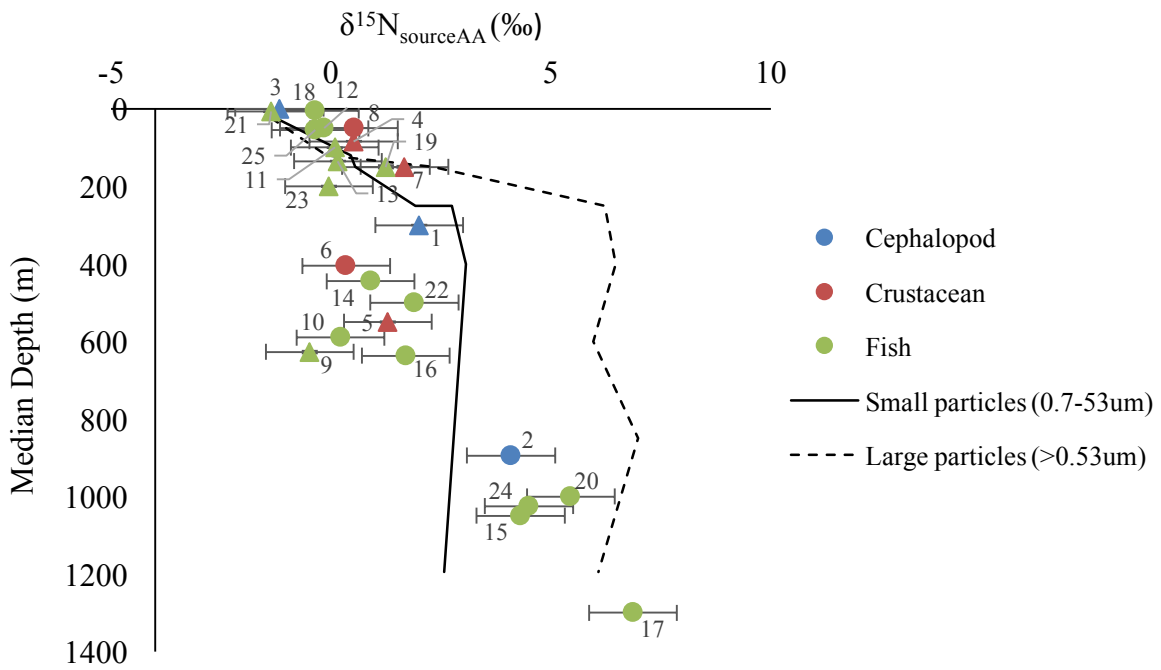 δ¹⁵NsourceAA (‰)
-5 0 5 10
3 18 12
0
8 4
21
25 19
11 13 7
200
23
1
Cephalopod
6
400
14 22
Crustacean
10 5
600
9 16
Fish
Median Depth (m)
800
Small particles (0.7-53um)
2
Large particles (>0.53um)
20
1000
24
15
1200
17
1400